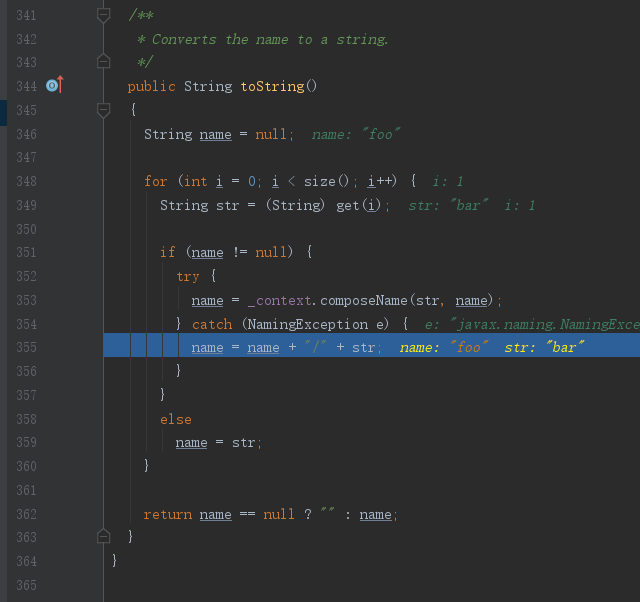 341 /**
342 * Converts the name to a string.
343 */
344 public String toString()
345 {
346 String name = null; name: "foo"
347
348 for (int i = 0; i < size(); i++) { i: 1
349 String str = (String) get(i); str: "bar" i: 1
350
351 if (name != null) {
352 try {
353 name = _context.composeName(str, name);
354 } catch (NamingException e) { e: "javax.naming.NamingExce
355 name = name + "/" + str; name: "foo" str: "bar"
356 }
357 }
358 else
359 name = str;
360 }
361
362 return name == null ? "" : name;
363 }
364 }
365